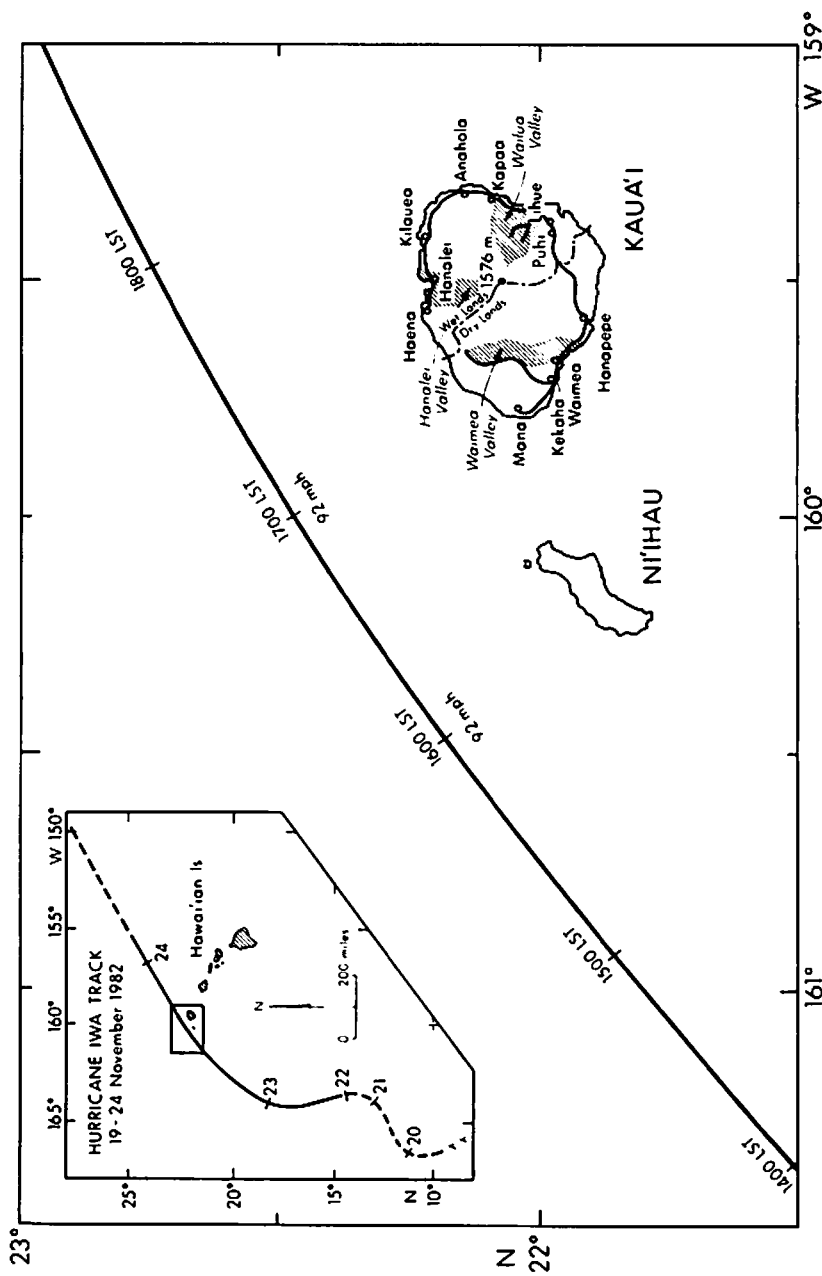 HURRICANE IWA TRACK
19-24 November 1982
165°
160°
155°
W 150°
25°
20°
15°
N
10°
24
23
22
21
20
Hawai'ian Is
N
0
200 miles
23°
N
22°
1400 LST
1500 LST
1600 LST
92 mph
1700 LST
92 mph
1800 LST
161°
160°
W 159°
NI'IHAU
KAUA'I
Haena
Hanalei
Kilauea
Anahola
Kapaa
Wailua
Valley
Lihue
Puhi
1576 m
Wet Lands
Dry Lands
Hanalei
Valley
Waimea
Valley
Mana
Kekaha
Waimea
Hanapepe